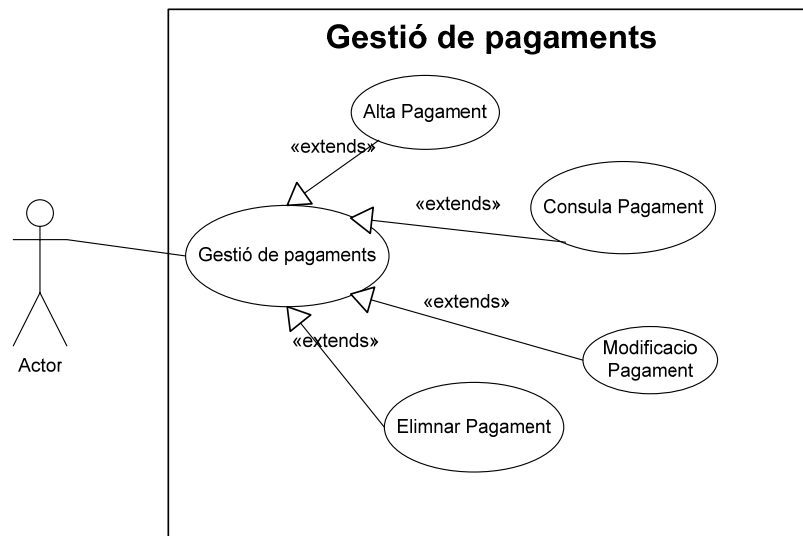 Gestió de pagaments
Alta Pagament
«extends»
«extends»
Consula Pagament
Gestió de pagaments
«extends»
Modificacio
Pagament
«extends»
Actor
Elimnar Pagament